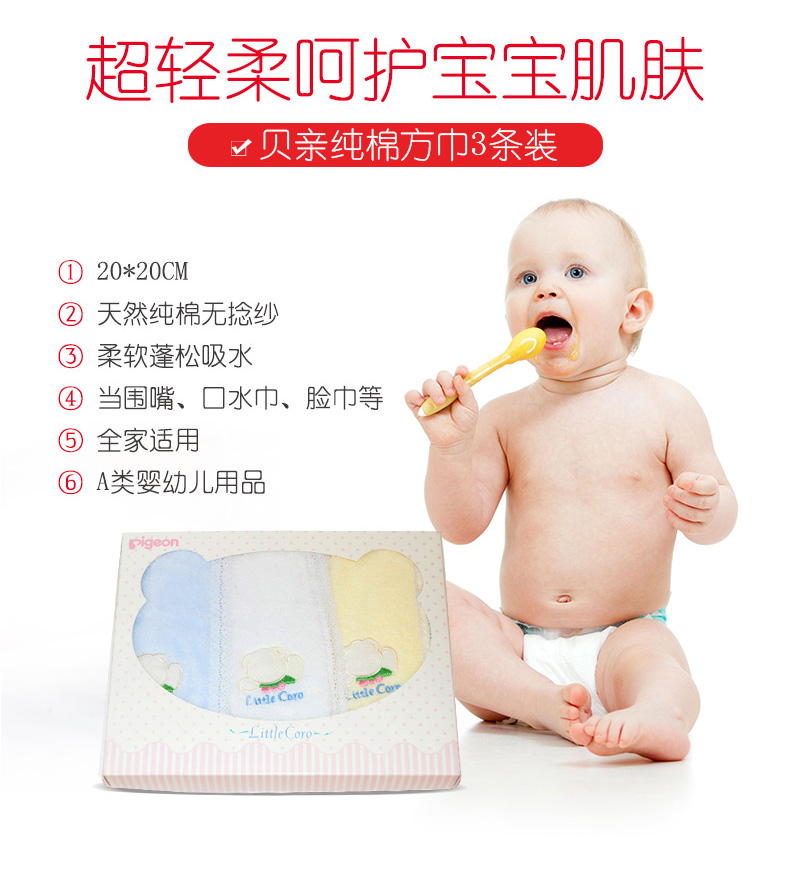 超轻柔呵护宝宝肌肤
贝亲纯棉方巾3条装
① 20*20CM
② 天然纯棉无捻纱
③ 柔软蓬松吸水
④ 当围嘴、口水巾、脸巾等
⑤ 全家适用
⑥ A类婴幼儿用品
pigeon
Little Coro
Little Coro
LittleCoro